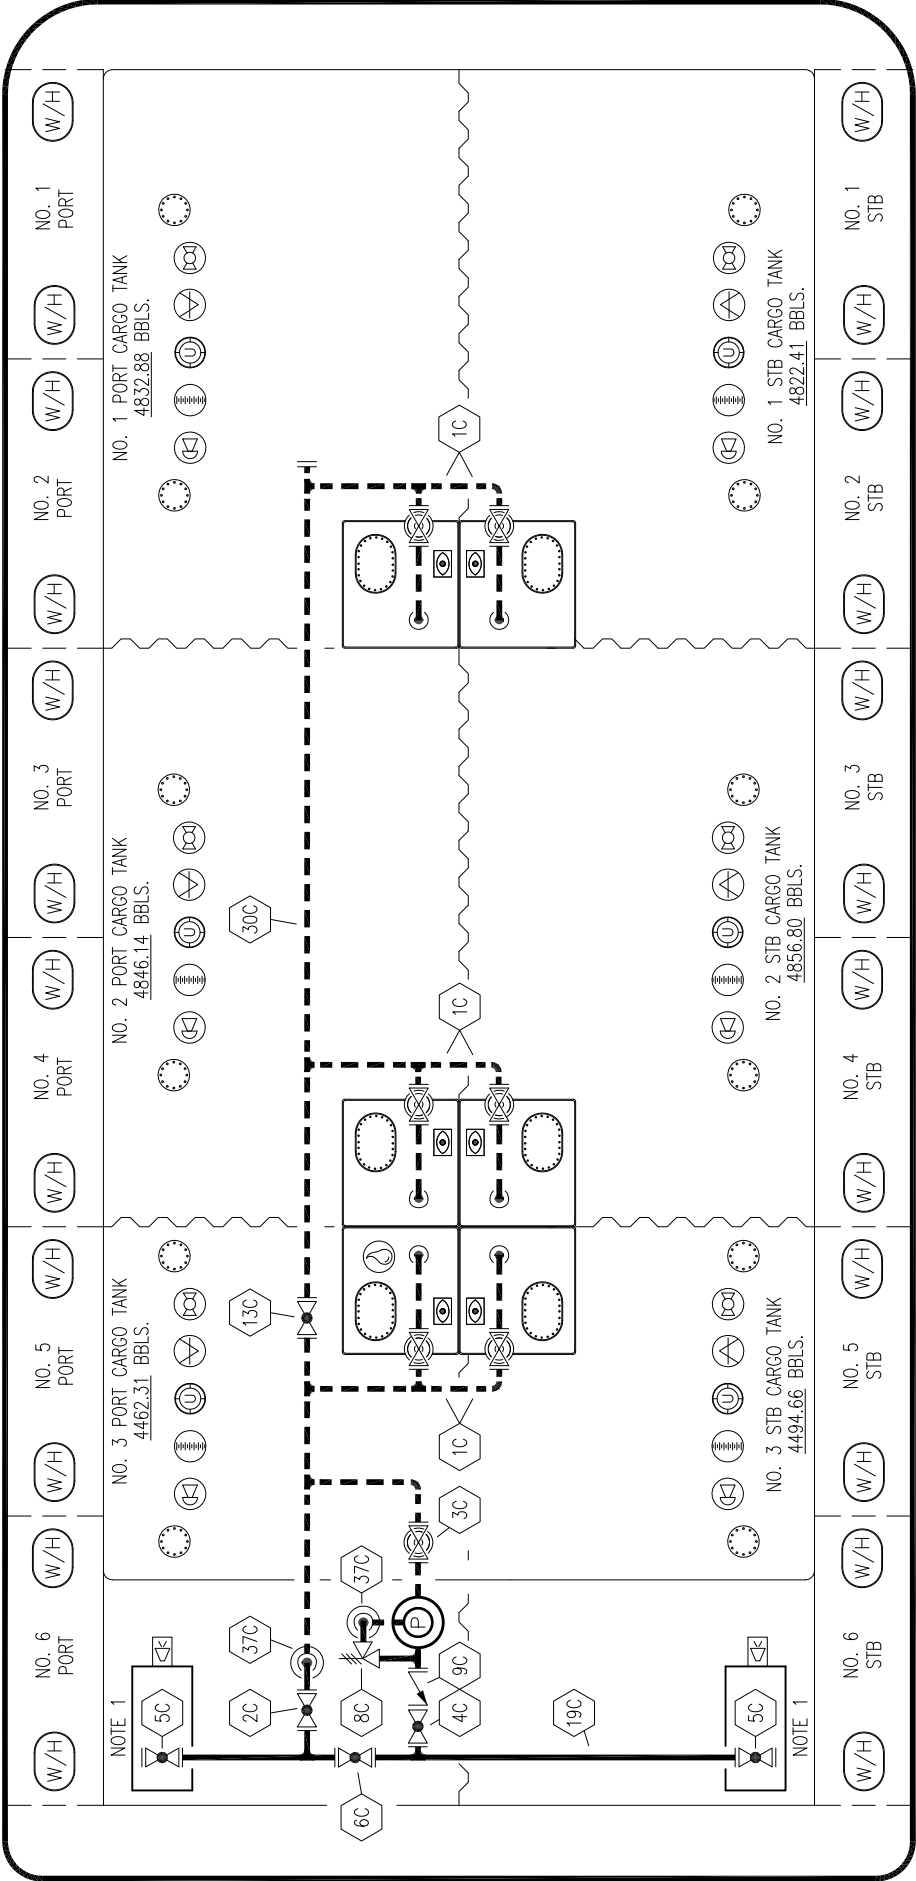 W/H
NO. 1
PORT
W/H
W/H
NO. 2
PORT
W/H
W/H
NO. 3
PORT
W/H
W/H
NO. 4
PORT
W/H
W/H
NO. 5
PORT
W/H
W/H
NO. 6
PORT
W/H
NO. 1 PORT CARGO TANK
4832.88 BBLS.
U
NO. 2 PORT CARGO TANK
4846.14 BBLS.
U
NO. 3 PORT CARGO TANK
4462.31 BBLS.
U
NOTE 1
5C
1C
30C
1C
13C
1C
3C
37C
37C
P
2C
8C
9C
4C
6C
19C
NO. 1 STB CARGO TANK
4822.41 BBLS.
U
NO. 2 STB CARGO TANK
4856.80 BBLS.
U
NO. 3 STB CARGO TANK
4494.66 BBLS.
U
5C
NOTE 1
W/H
NO. 1
STB
W/H
W/H
NO. 2
STB
W/H
W/H
NO. 3
STB
W/H
W/H
NO. 4
STB
W/H
W/H
NO. 5
STB
W/H
W/H
NO. 6
STB
W/H